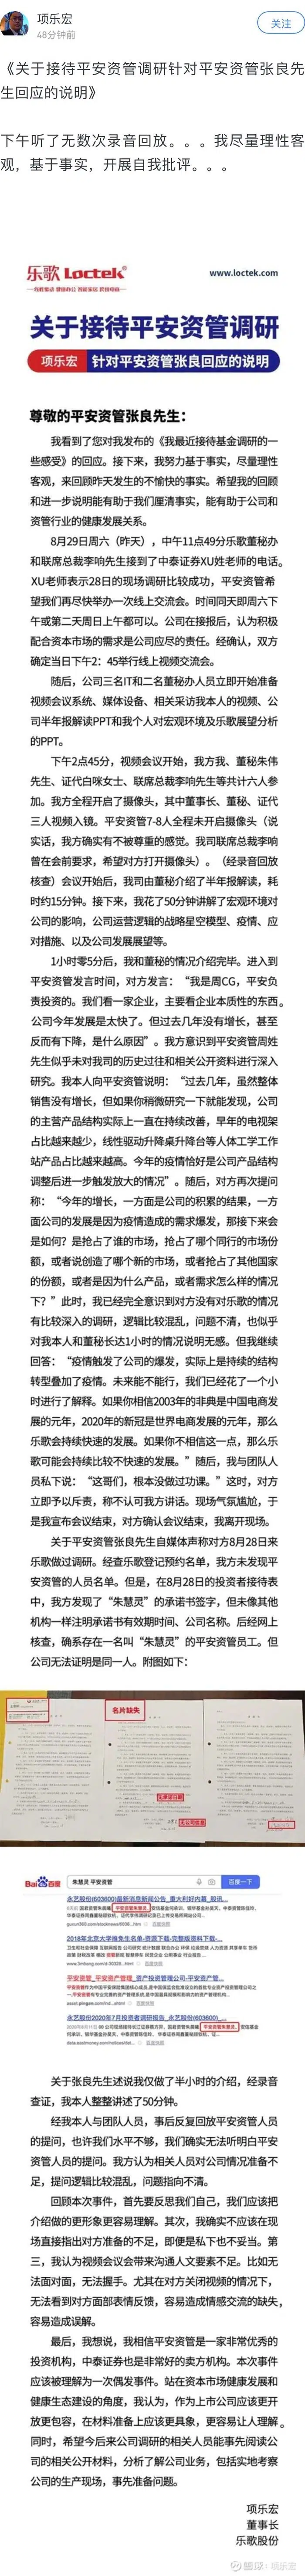 项乐宏
48分钟前
关注
《关于接待平安资管调研针对平安资管张良先
生回应的说明》
下午听了无数次录音回放。。。我尽量理性客
观，基于事实，开展自我批评。。。
乐歌 Loctek®
www.loctek.com
关于接待平安资管调研
项乐宏 针对平安资管张良回应的说明
尊敬的平安资管张良先生：
我看到了您对我发布的《我最近接待基金调研的一
些感受》的回应。接下来，我努力基于事实，尽量理性客
观，来回顾昨天发生的不愉快的事实。希望我的回顾
和进一步说明能有助于我们厘清事实，能有助于公司和
资管行业的健康发展关系。
8月29日周六（昨天），中午11点49分乐歌董秘办
和联席总裁李响先生接到了中泰证券XU姓老师的电话。
XU老师表示28日的现场调研比较成功，平安资管希
望我们再尽快举办一次线上交流会。时间同天即周六下
午或第二天周日上午都可以。公司在接报后，认为积极
配合资本市场的需求是公司应尽的责任。经确认，双方
确定当日下午2：45举行线上视频交流会。
随后，公司三名IT和二名董秘办人员立即开始准备
视频会议系统、媒体设备、相关采访我本人的视频、公
司半年报解读PPT和我个人对宏观环境及乐歌展望分析
的PPT。
下午2点45分，视频会议开始，我方我、董秘朱伟
先生、证代白咪女士、联席总裁李响先生等共计六人参
加。我方全程开启了摄像头，其中董事长、董秘、证代
三人视频入镜。平安资管7-8人全程未开启摄像头（说
实话，我方确实有不被尊重的感觉。我司联席总裁李响
曾在会前要求，希望对方打开摄像头）。（经录音回放
核查）会议开始后，我司由董秘介绍了半年报解读，耗
时约15分钟。接下来，我花了50分钟讲解了宏观环境对
公司的影响，公司运营逻辑的战略星空模型、疫情、应
对措施、以及公司发展展望等。
1小时零5分后，我和董秘的情况介绍完毕。进入到
平安资管发言时间，对方发言：“我是周CG，平安负
责投资的。我们看一家企业，主要看企业本质性的东西。
公司今年发展是太快了。但过去几年没有增长，甚至
反而有下降，是什么原因”。我方意识到平安资管周姓
先生似乎未对我司的历史过往和相关公开资料进行深入
研究。我本人向平安资管说明：“过去几年，虽然整体
销售没有增长，但如果你稍微研究一下就能发现，公司
的主营产品结构实际上一直在持续改善，早年的电视架
占比越来越少，线性驱动升降桌升降台等人体工学工作
站产品占比越来越高。今年的疫情恰好是公司产品结构
调整后进一步触发放大的情况”。随后，对方再次提问
称：“今年的增长，一方面是公司的积累的结果，一方
面公司的发展是因为疫情造成的需求爆发，那接下来会
是如何？是抢占了谁的市场，抢占了哪个同行的市场份
额，或者说创造了哪个新的市场，或者抢占了其他国家
的份额，或者是因为什么产品，或者需求怎么样的情况
下？”此时，我已经完全意识到对方没有对乐歌的情况
有比较深入的调研，逻辑比较混乱，问题不清，也似乎
对我本人和董秘长达1小时的情况说明无感。但我继续
回答：“疫情触发了公司的爆发，实际上是持续的结构
转型叠加了疫情。未来能不能行，我们已经花了一个小
时进行了解释。如果你相信2003年的非典是中国电商发
展的元年，2020年的新冠是世界电商发展的元年，那么
乐歌会持续快速的发展。如果你不相信这一点，那么乐
歌可能会持续比较不快速的发展。”随后，我与团队人
员私下说：“这哥们，根本没做过功课。”这时，对方
立即予以斥责，称不认可我方讲话。现场气氛尴尬，于
是我宣布会议结束，对方确认会议结束，我离开现场。
关于平安资管张良先生自媒体声称对方8月28日来
乐歌做过调研。经查乐歌登记预约名单，我方未发现平
安资管的人员名单。但是，在8月28日的投资者接待表
中，我方发现了“朱慧灵”的承诺书签字，但未像其他
机构一样注明承诺书有效期时间、公司名称。后经网上
核查，确系存在一名叫“朱慧灵”的平安资管员工。但
公司无法证明是同一人。附图如下：
名片缺失
Bai百度
朱慧灵 平安资管
百度一下
永艺股份(603600)最新消息新闻公告_重大利好内幕_股讯...
2018年北京大学推免生名单-资源下载-完整版资料下载-...
平安资管_平安资产管理_资产投资管理公司-平安资产管...
永艺股份2020年7月投资者调研报告_永艺股份(603600)...
关于张良先生述说我仅做了半小时的介绍，经录音
查证，我本人整整讲述了50分钟。
经我本人与团队人员，事后反复回放平安资管人员
的提问，也许我们水平不够，我们确实无法听明白平安
资管人员的提问。我方认为相关人员对公司情况准备不
足，提问逻辑比较混乱，问题指向不清。
回顾本次事件，首先要反思我们自己，我们应该把
介绍做的更形象更容易理解。其次，我确实不应该在现
场直接指出对方准备的不足，即便是私下也不妥当。第
三，我认为视频会议会带来沟通人文要素不足。比如无
法面对面，无法握手。尤其在对方关闭视频的情况下，
无法看到对方面部表情反馈，容易造成情感交流的缺失，
容易造成误解。
最后，我想说，我相信平安资管是一家非常优秀的
投资机构，中泰证券也是非常好的卖方机构。本次事件
应该被理解为一次偶发事件。站在资本市场健康发展和
健康生态建设的角度，我认为，作为上市公司应该更开
放更包容，在材料准备上应该更具象，更容易让人理解。
同时，希望今后来公司调研的相关人员能事先阅读公
司的相关公开材料，分析了解公司业务，包括实地考察
公司的生产现场，事先准备问题。
项乐宏
董事长
乐歌股份
雪球：项乐宏